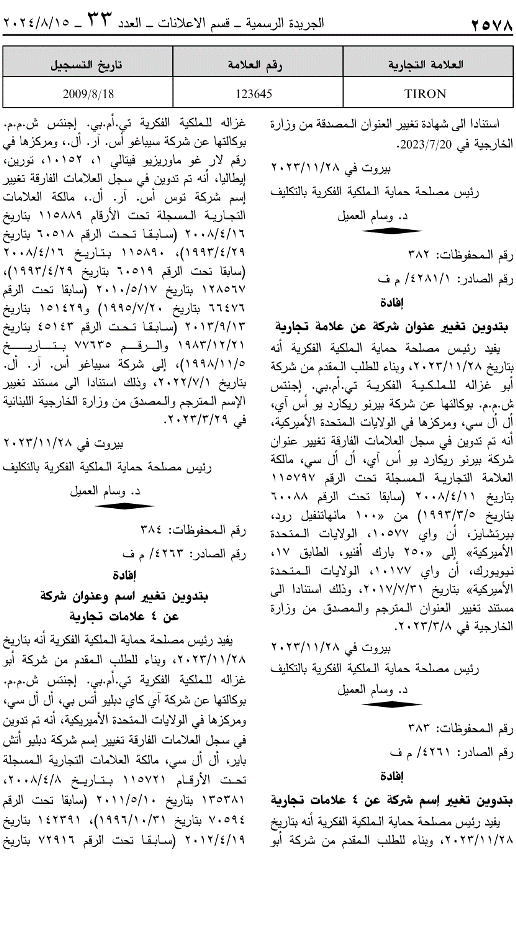 ٢٥٧٨
الجريدة الرسمية ــ قسم الاعلانات ــ العدد ٣٣ ــ ٢٠٢٤/٨/١٥
العلامة التجارية
رقم العلامة
تاريخ التسجيل
TIRON
123645
2009/8/18
استنادا الى شهادة تغيير العنوان المصدقة من وزارة
الخارجية في 2023/7/20.
بيروت في ٢٠٢٣/١١/٢٨
رئيس مصلحة حماية الملكية الفكرية بالتكليف
د. وسام العميل
رقم المحفوظات: ٣٨٢
رقم الصادر: ٤٢٨١/١/ م ف
إفادة
بتدوين تغيير عنوان شركة عن علامة تجارية
يفيد رئيس مصلحة حماية الملكية الفكرية أنه
بتاريخ ٢٠٢٣/١١/٢٨، وبناء للطلب المقدم من شركة
أبو غزاله للملكية الفكرية تي.أم.بي. إجنتس
ش.م.م. بوكالتها عن شركة بيرنو ريكارد يو أس آي،
أل أل سي، ومركزها في الولايات المتحدة الأميركية،
أنه تم تدوين في سجل العلامات الفارقة تغيير عنوان
شركة بيرنو ريكارد يو أس آي، أل أل سي، مالكة
العلامة التجارية المسجلة تحت الرقم ١١٥٧٩٧
بتاريخ ٢٠٠٨/٤/١١ (سابقا تحت الرقم ٦٠٠٨٨
بتاريخ ١٩٩٣/٣/٥) من «١٠٠ مانهاتنفيل رود،
بيرتشايز، أن واي ١٠٥٧٧، الولايات المتحدة
الأميركية» إلى «٢٥٠ بارك أفنيو، الطابق ١٧،
نيويورك، أن واي ١٠١٧٧، الولايات المتحدة
الأميركية» بتاريخ ٢٠١٧/٧/٣١، وذلك استنادا الى
مستند تغيير العنوان المترجم والمصدق من وزارة
الخارجية في ٢٠٢٣/٣/٨.
بيروت في ٢٠٢٣/١١/٢٨
رئيس مصلحة حماية الملكية الفكرية بالتكليف
د. وسام العميل
رقم المحفوظات: ٣٨٣
رقم الصادر: ٤٢٦١/ م ف
إفادة
بتدوين تغيير إسم شركة عن ٤ علامات تجارية
يفيد رئيس مصلحة حماية الملكية الفكرية أنه بتاريخ
٢٠٢٣/١١/٢٨، وبناء للطلب المقدم من شركة أبو
غزاله للملكية الفكرية تي.أم.بي. إجنتس ش.م.م.
بوكالتها عن شركة سيباغو أس. آر. أل.، ومركزها في
رقم لار غو ماوريزيو فيتالي ١، ١٠١٥٢، تورين،
إيطاليا، أنه تم تدوين في سجل العلامات الفارقة تغيير
إسم شركة توس أس. آر. أل.، مالكة العلامات
التجارية المسجلة تحت الأرقام ١١٥٨٨٩ بتاريخ
٢٠٠٨/٤/١٦ (سابقا تحت الرقم ٦٠٥١٨ بتاريخ
١٩٩٣/٤/٢٩)، ١١٥٨٩٠ بتاريخ ٢٠٠٨/٤/١٦
(سابقا تحت الرقم ٦٠٥١٩ بتاريخ ١٩٩٣/٤/٢٩)،
١٢٨٥٦٧ بتاريخ ٢٠١٠/٥/١٧ (سابقا تحت الرقم
٦٦٤٧٦ بتاريخ ١٩٩٥/٧/٢٠) و١٥١٤٢٩ بتاريخ
٢٠١٣/٩/١٣ (سابقا تحت الرقم ٤٥١٤٣ بتاريخ
١٩٨٣/١٢/٢١ والرقم ٧٧٦٣٥ بتاريخ
١٩٩٨/١١/٥)، إلى شركة سيباغو أس. آر. أل.
بتاريخ ٢٠٢٢/٧/١، وذلك استنادا الى مستند تغيير
الإسم المترجم والمصدق من وزارة الخارجية اللبنانية
في ٢٠٢٣/٣/٢٩.
بيروت في ٢٠٢٣/١١/٢٨
رئيس مصلحة حماية الملكية الفكرية بالتكليف
د. وسام العميل
رقم المحفوظات: ٣٨٤
رقم الصادر: ٤٢٦٣/ م ف
إفادة
بتدوين تغيير اسم وعنوان شركة
عن ٤ علامات تجارية
يفيد رئيس مصلحة حماية الملكية الفكرية أنه بتاريخ
٢٠٢٣/١١/٢٨، وبناء للطلب المقدم من شركة أبو
غزاله للملكية الفكرية تي.أم.بي. إجنتس ش.م.م.
بوكالتها عن شركة آي كاي دبليو أتس بي، أل أل سي،
ومركزها في الولايات المتحدة الأميريكية، أنه تم تدوين
في سجل العلامات الفارقة تغيير إسم شركة دبليو أتش
باير، أل أل سي، مالكة العلامات التجارية المسجلة
تحت الأرقام ١١٥٧٢١ بتاريخ ٢٠٠٨/٤/٨،
١٣٥٣٨١ بتاريخ ٢٠١١/٥/١٠ (سابقا تحت الرقم
٧٠٥٩٤ بتاريخ ١٩٩٦/١٠/٣١)، ١٤٢٣٩١ بتاريخ
٢٠١٢/٤/١٩ (سابقا تحت الرقم ٧٢٩١٦ بتاريخ